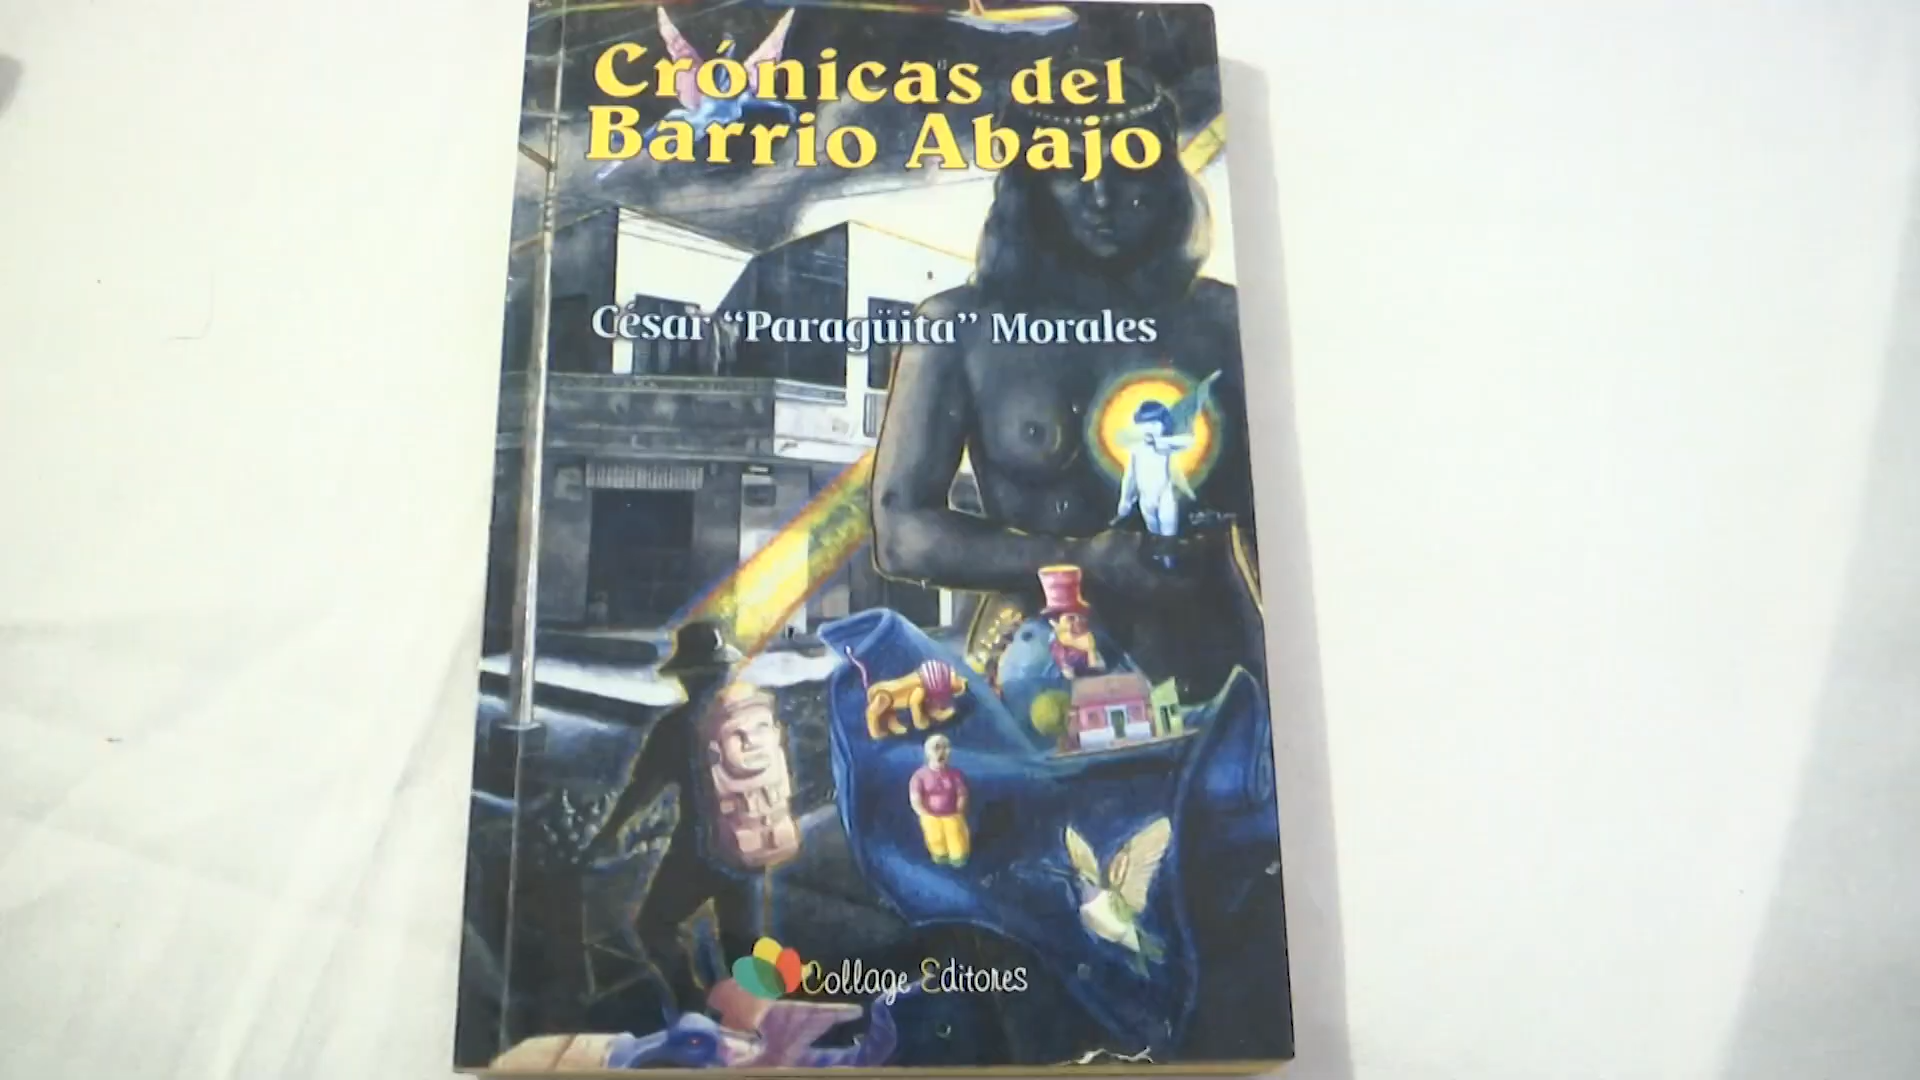 Crónicas del
Barrio Abajo
César “Paragüita” Morales
Collage Editores